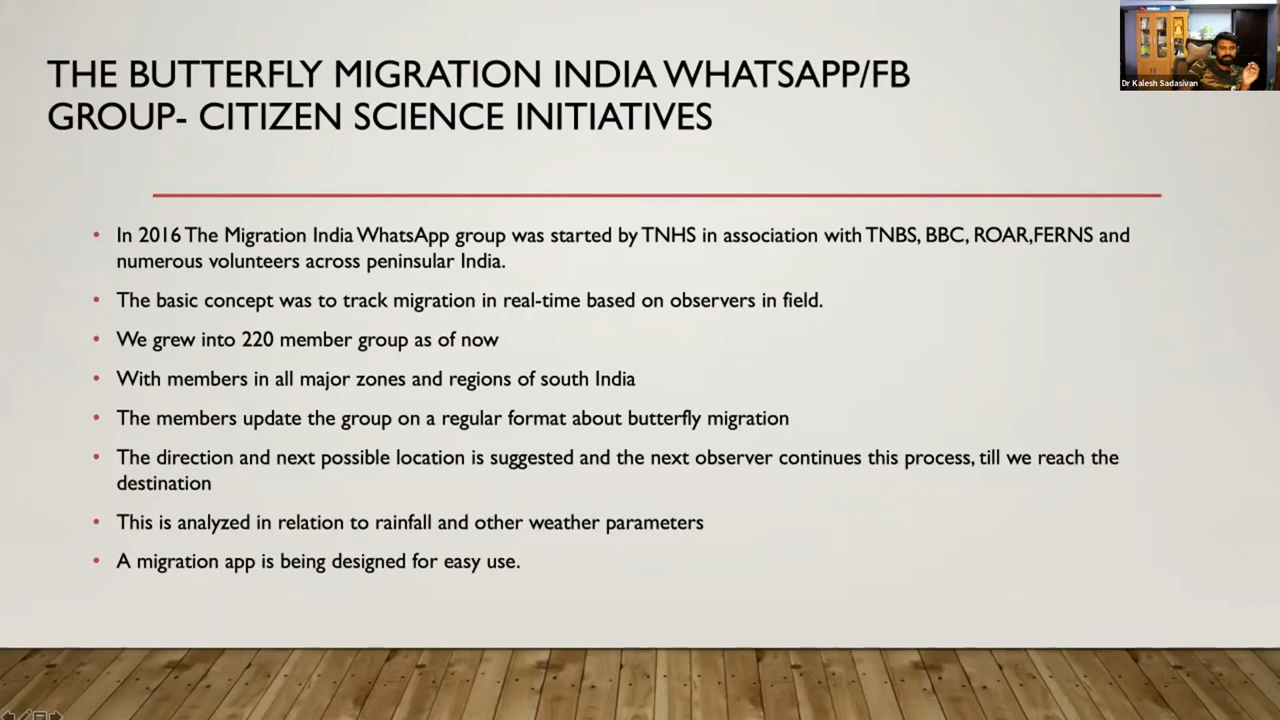 THE BUTTERFLY MIGRATION INDIA WHATSAPP/FB
GROUP- CITIZEN SCIENCE INITIATIVES
Dr Kalesh Sadasivan
• In 2016 The Migration India WhatsApp group was started by TNHS in association with TNBS, BBC, ROAR,FERNS and
numerous volunteers across peninsular India.
• The basic concept was to track migration in real-time based on observers in field.
• We grew into 220 member group as of now
• With members in all major zones and regions of south India
• The members update the group on a regular format about butterfly migration
• The direction and next possible location is suggested and the next observer continues this process, till we reach the
destination
• This is analyzed in relation to rainfall and other weather parameters
• A migration app is being designed for easy use.